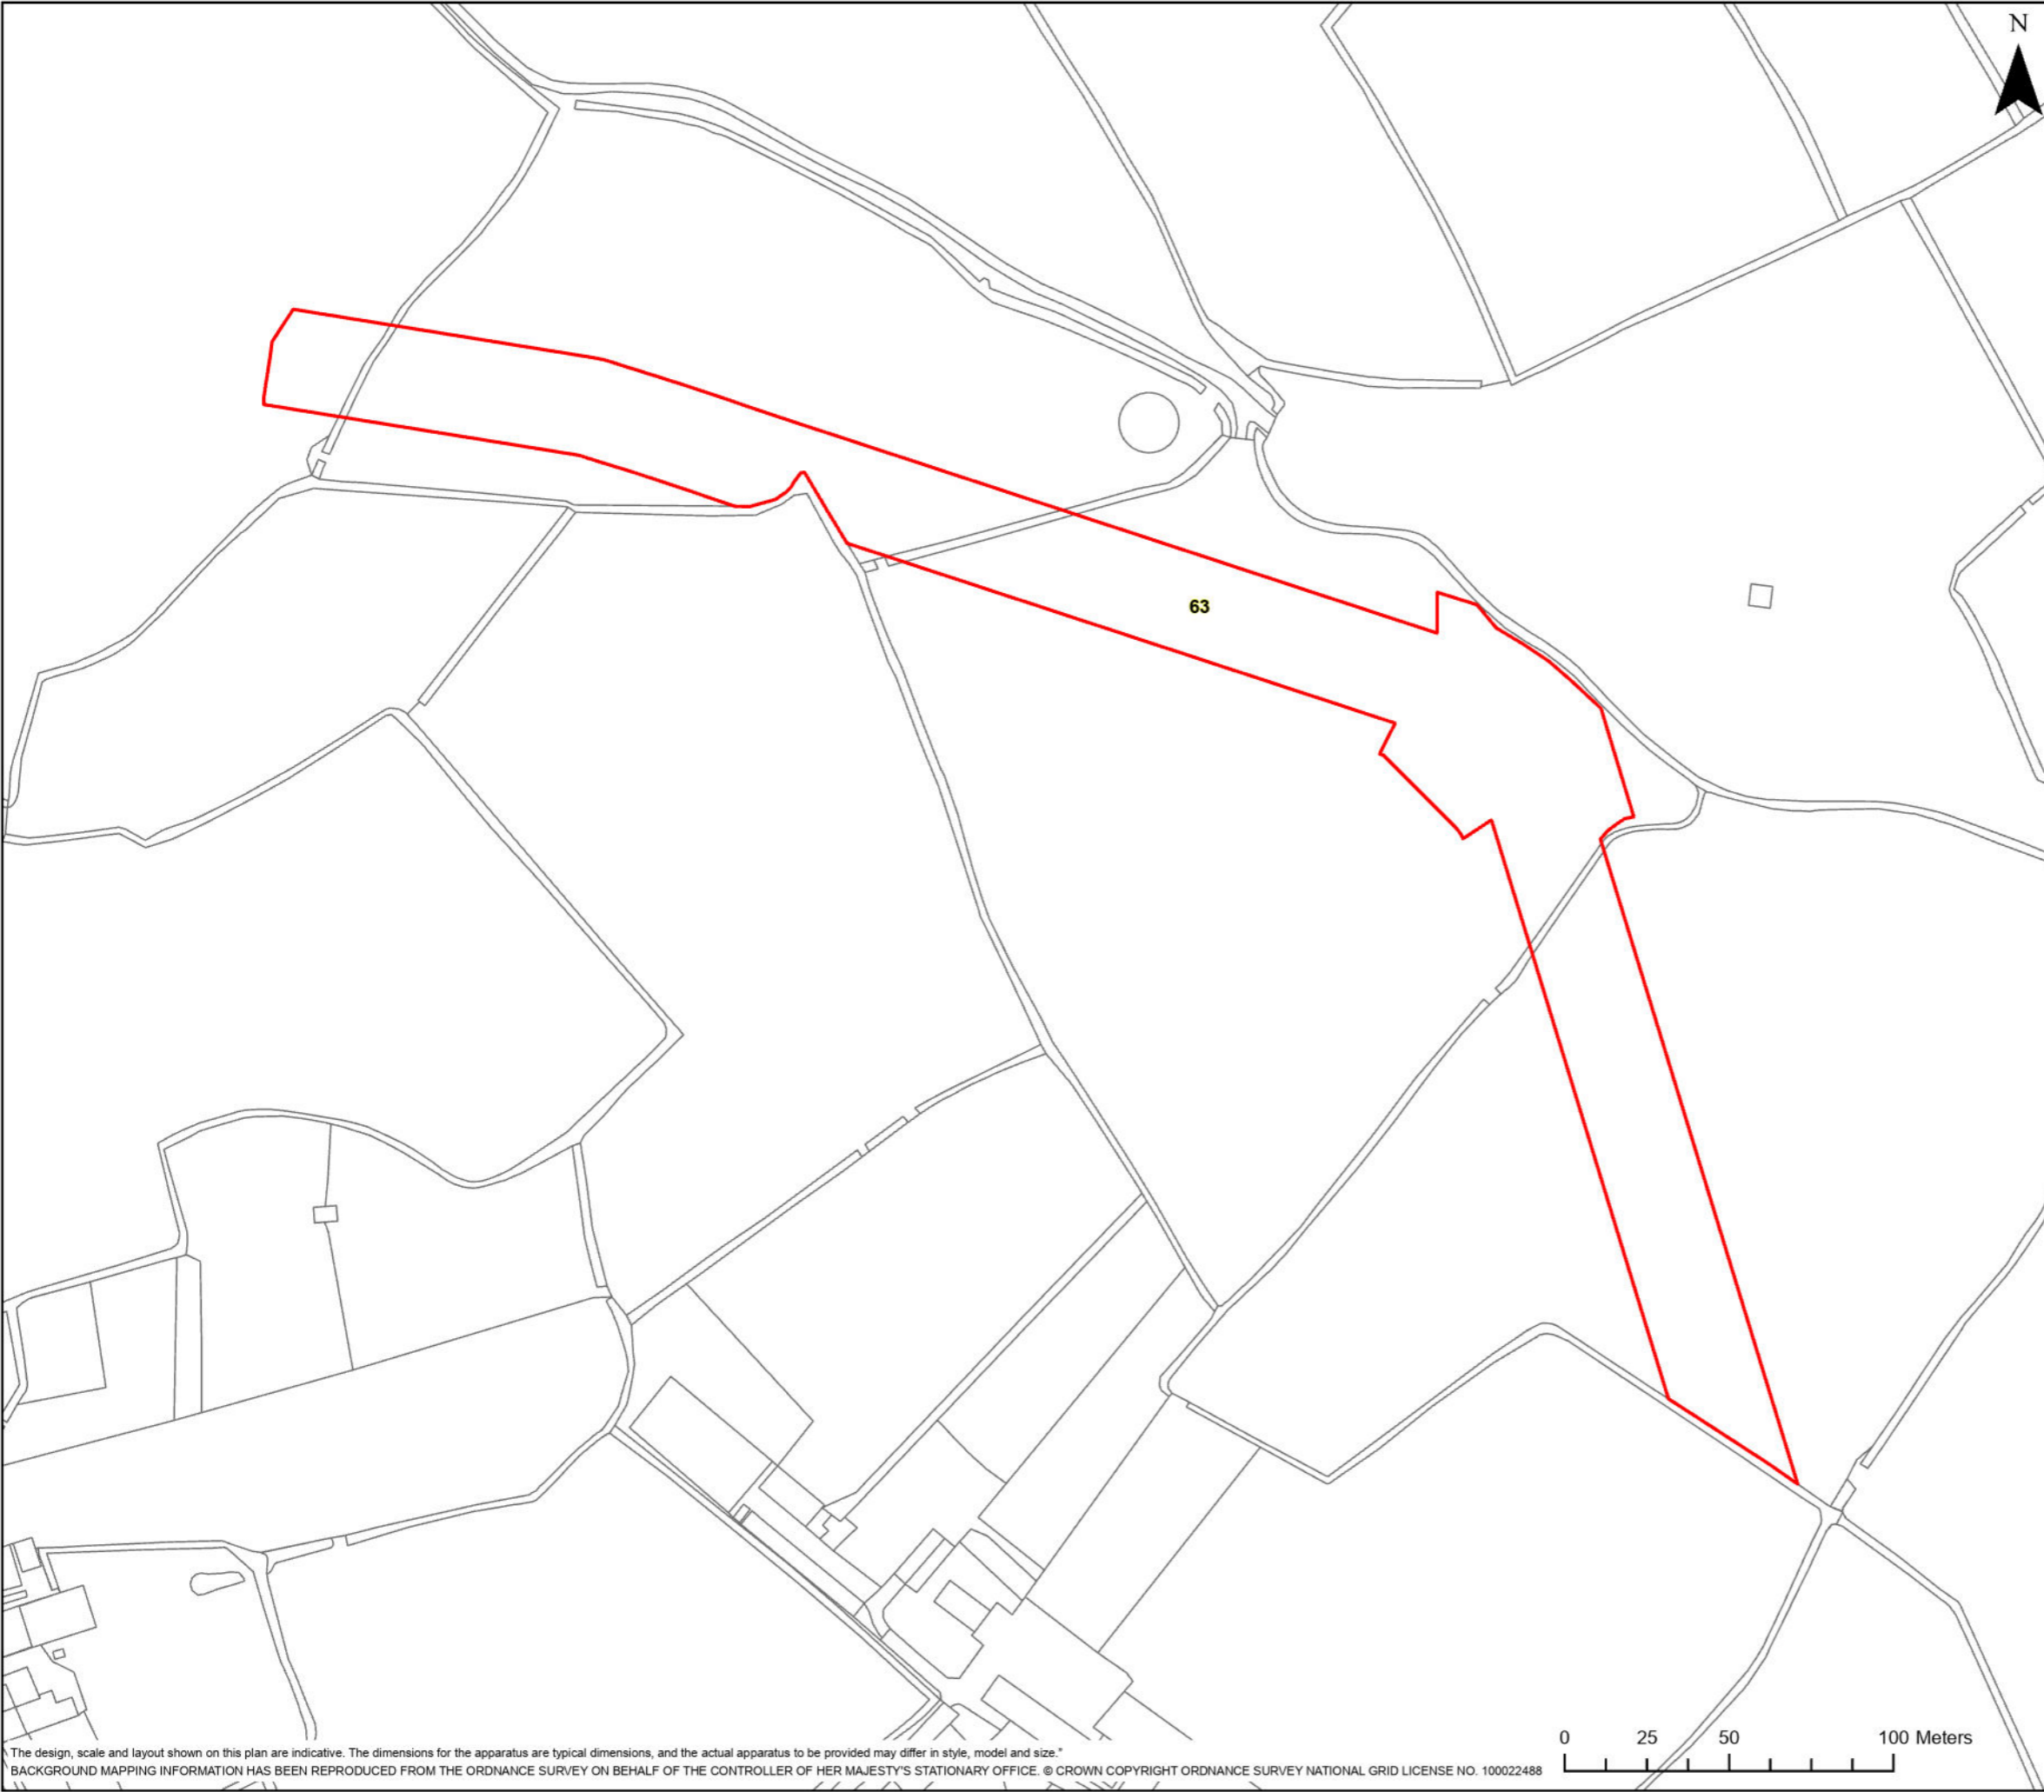 N
63
0 25 50 100 Meters
The design, scale and layout shown on this plan are indicative. The dimensions for the apparatus are typical dimensions, and the actual apparatus to be provided may differ in style, model and size."
BACKGROUND MAPPING INFORMATION HAS BEEN REPRODUCED FROM THE ORDNANCE SURVEY ON BEHALF OF THE CONTROLLER OF HER MAJESTY'S STATIONARY OFFICE. © CROWN COPYRIGHT ORDNANCE SURVEY NATIONAL GRID LICENSE NO. 100022488